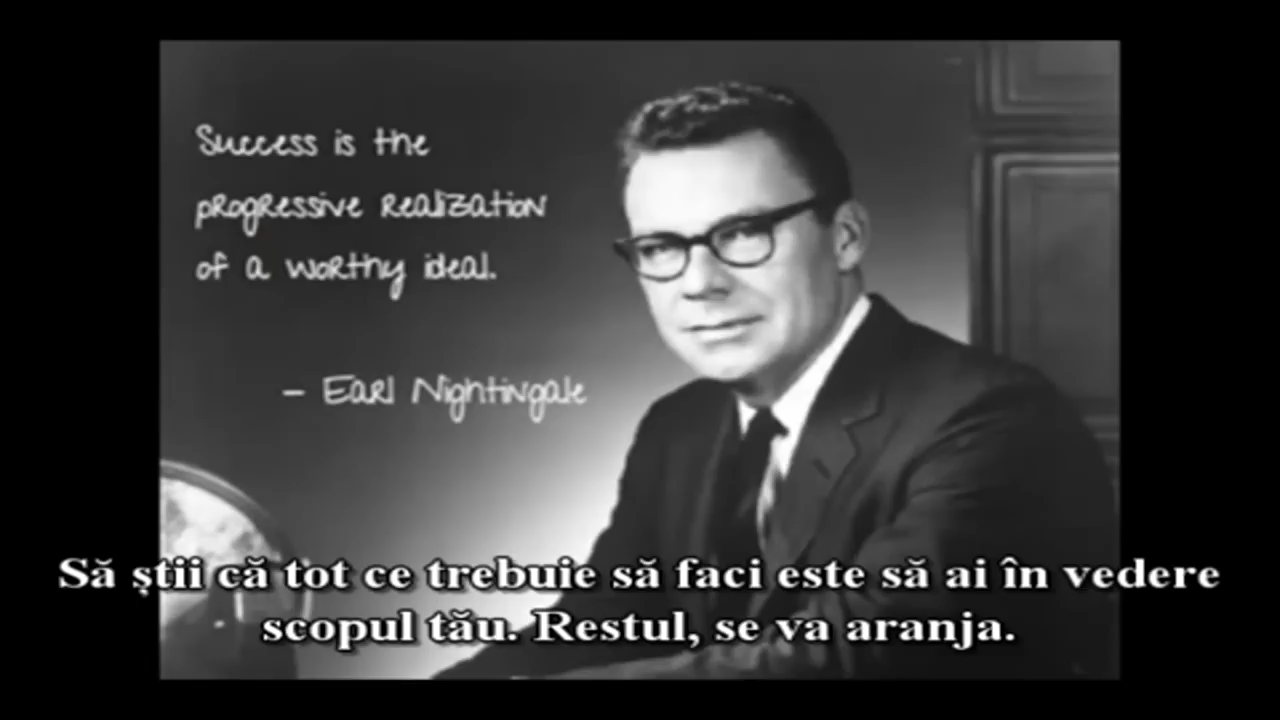 Success is the
progressive realization
of a worthy ideal.
- Earl Nightingale
Să știi că tot ce trebuie să faci este să ai în vedere
scopul tău. Restul, se va aranja.